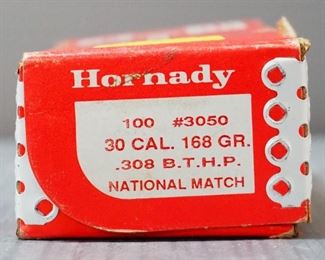 Hornady
100 #3050
30 CAL. 168 GR.
.308 B.T.H.P.
NATIONAL MATCH